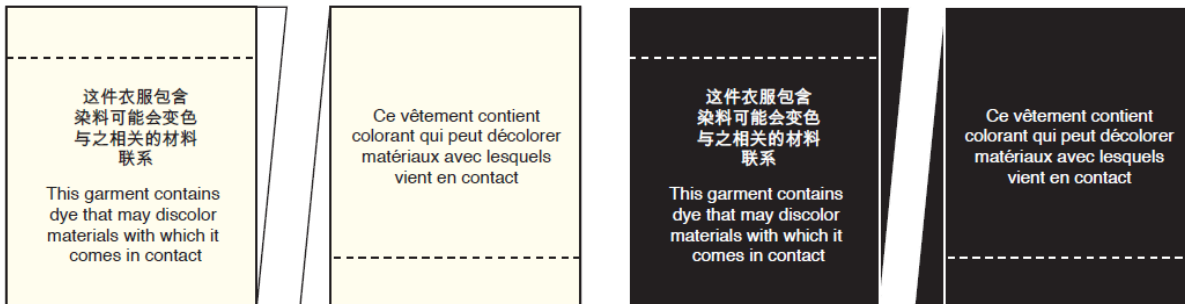 这件衣服包含
染料可能会变色
与之相关的材料
联系
This garment contains
dye that may discolor
materials with which it
comes in contact
Ce vêtement contient
colorant qui peut décolorer
matériaux avec lesquels
vient en contact
这件衣服包含
染料可能会变色
与之相关的材料
联系
This garment contains
dye that may discolor
materials with which it
comes in contact
Ce vêtement contient
colorant qui peut décolorer
matériaux avec lesquels
vient en contact